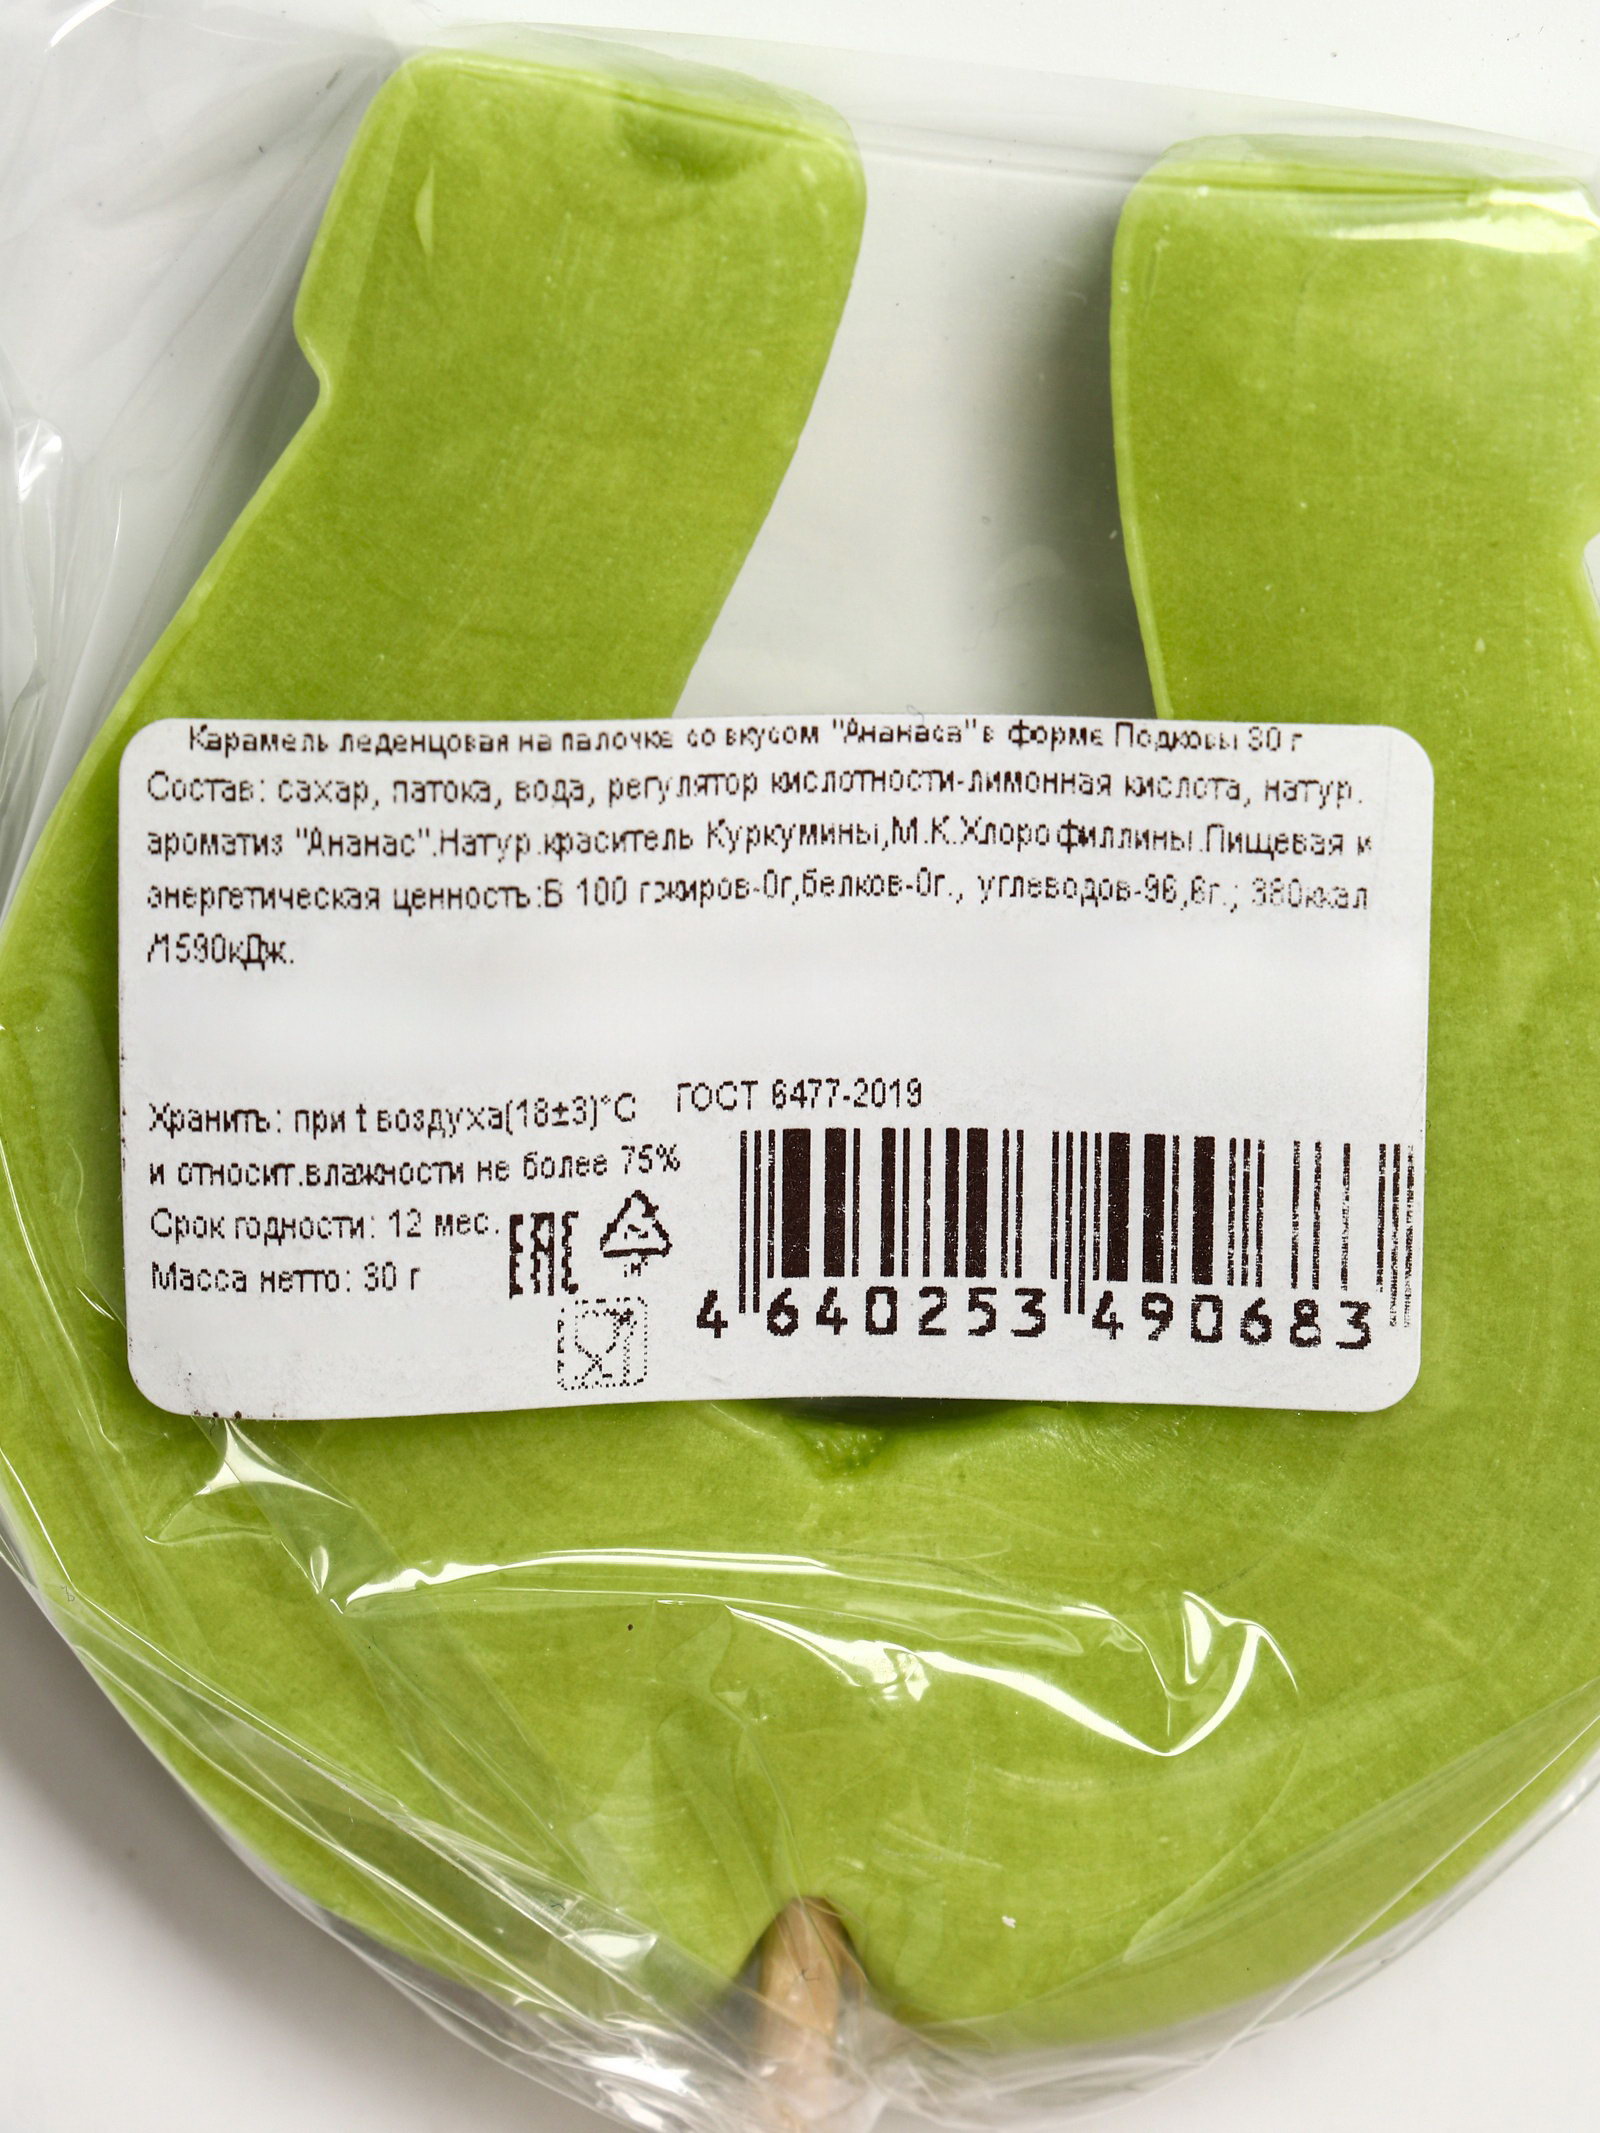 Карамель леденцовая на палочке со вкусом "Ананаса" в форме Подковы 30 г
Состав: сахар, патока, вода, регулятор кислотности-лимонная кислота, натур.
ароматиз "Ананас".Натур.краситель Куркумины,М.К.Хлорофиллины.Пищевая и
энергетическая ценность:В 100 г:жиров-0г,белков-0г., углеводов-96,6г.; 380ккал
/1590кДж.
ГОСТ 6477-2019
Хранить: при t воздуха(18±3)°С
и относит.влажности не более 75%
Срок годности: 12 мес.
Масса нетто: 30 г
EAC
4 640253 490683